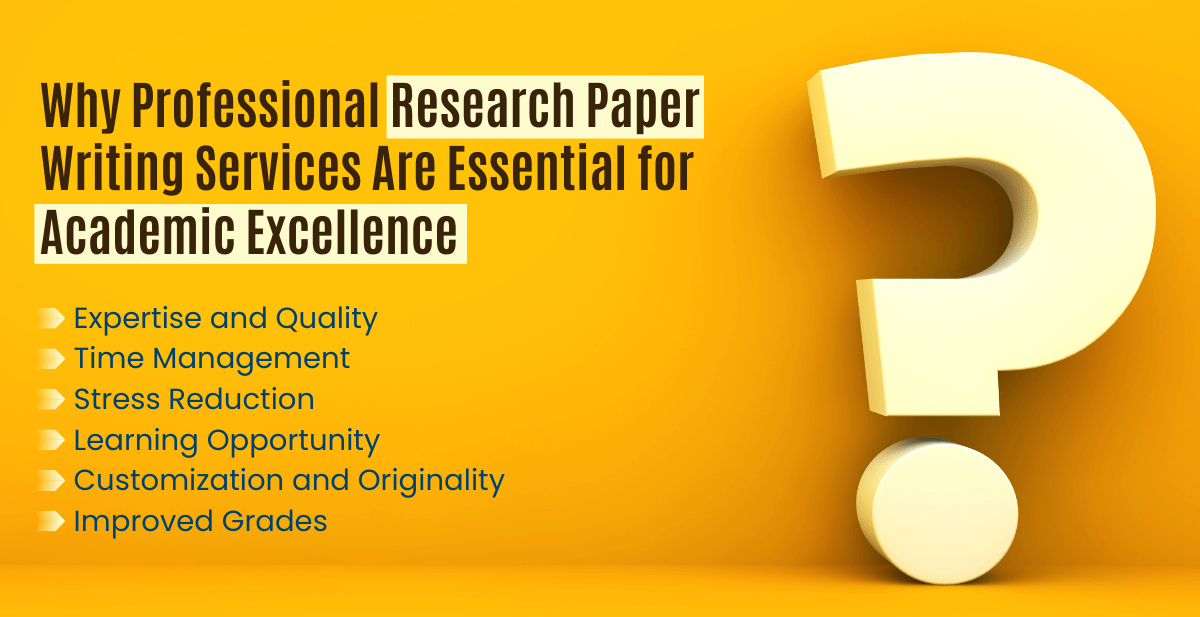 Why Professional Research Paper
Writing Services Are Essential for
Academic Excellence
Expertise and Quality
Time Management
Stress Reduction
Learning Opportunity
Customization and Originality
Improved Grades
?